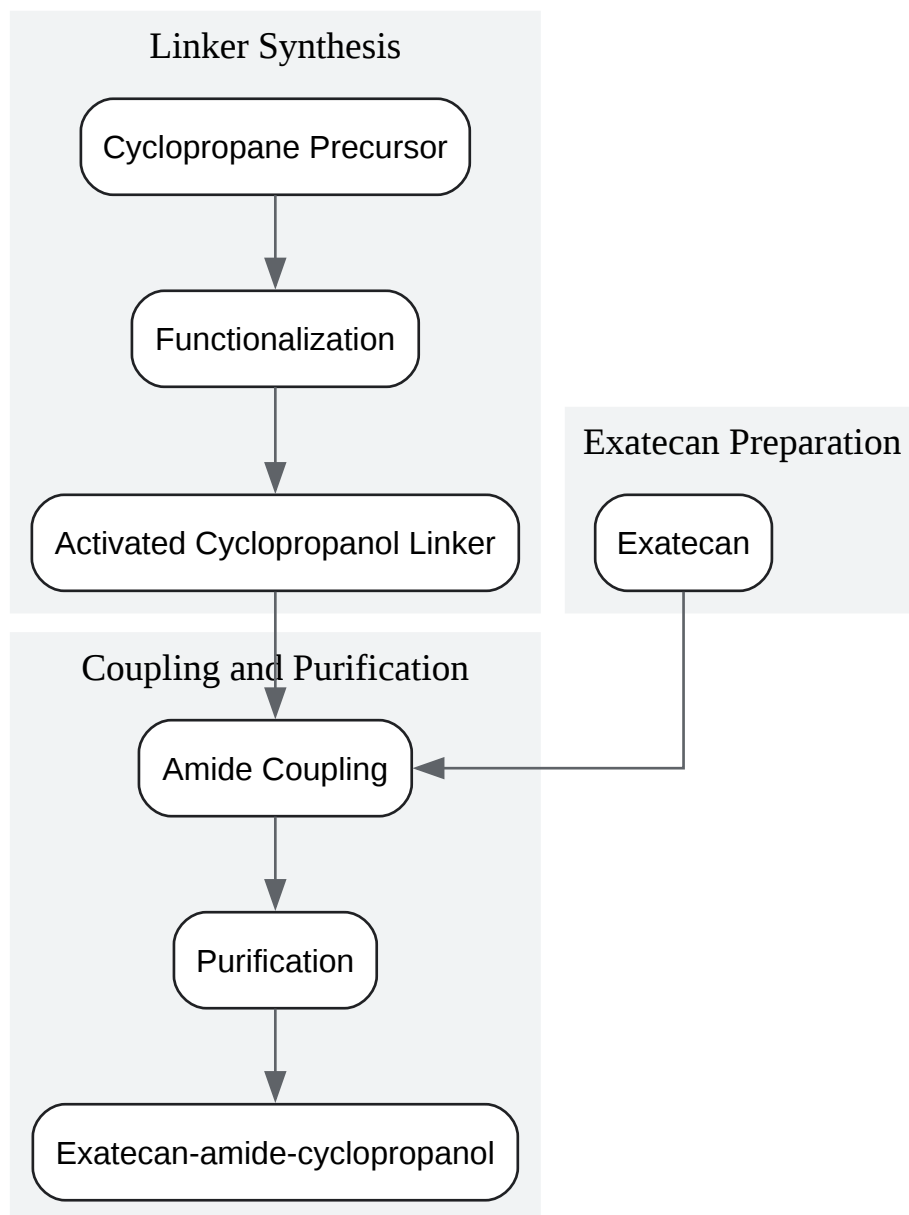 Linker Synthesis
Cyclopropane Precursor
Functionalization
Activated Cyclopropanol Linker
Exatecan Preparation
Exatecan
Coupling and Purification
Amide Coupling
Purification
Exatecan-amide-cyclopropanol